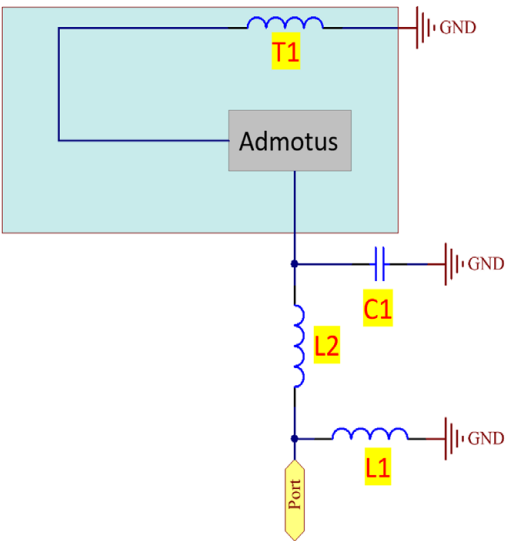 GND
T1
Admotus
GND
C1
L2
GND
L1
Port